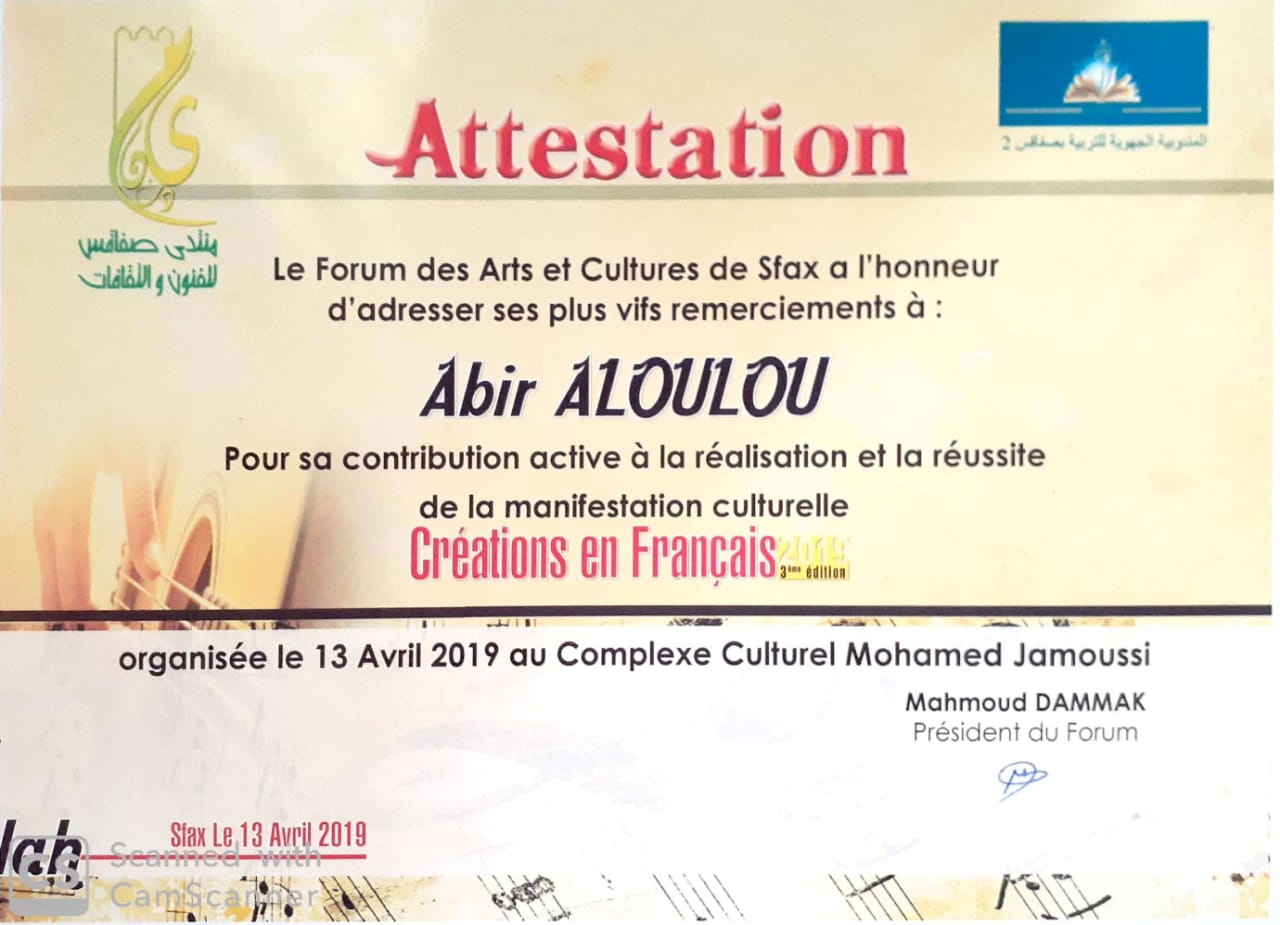 Attestation
المندوبية الجهوية للتربية بصفاقس 2
منتدى صفاقس
للفنون و الثقافات
Le Forum des Arts et Cultures de Sfax a l'honneur
d'adresser ses plus vifs remerciements à :
Abir ALOULOU
Pour sa contribution active à la réalisation et la réussite
de la manifestation culturelle
Créations en Français 2019
3ème édition
organisée le 13 Avril 2019 au Complexe Culturel Mohamed Jamoussi
Mahmoud DAMMAK
Président du Forum
Sfax Le 13 Avril 2019
lah
CS
Scanned with
CamScanner